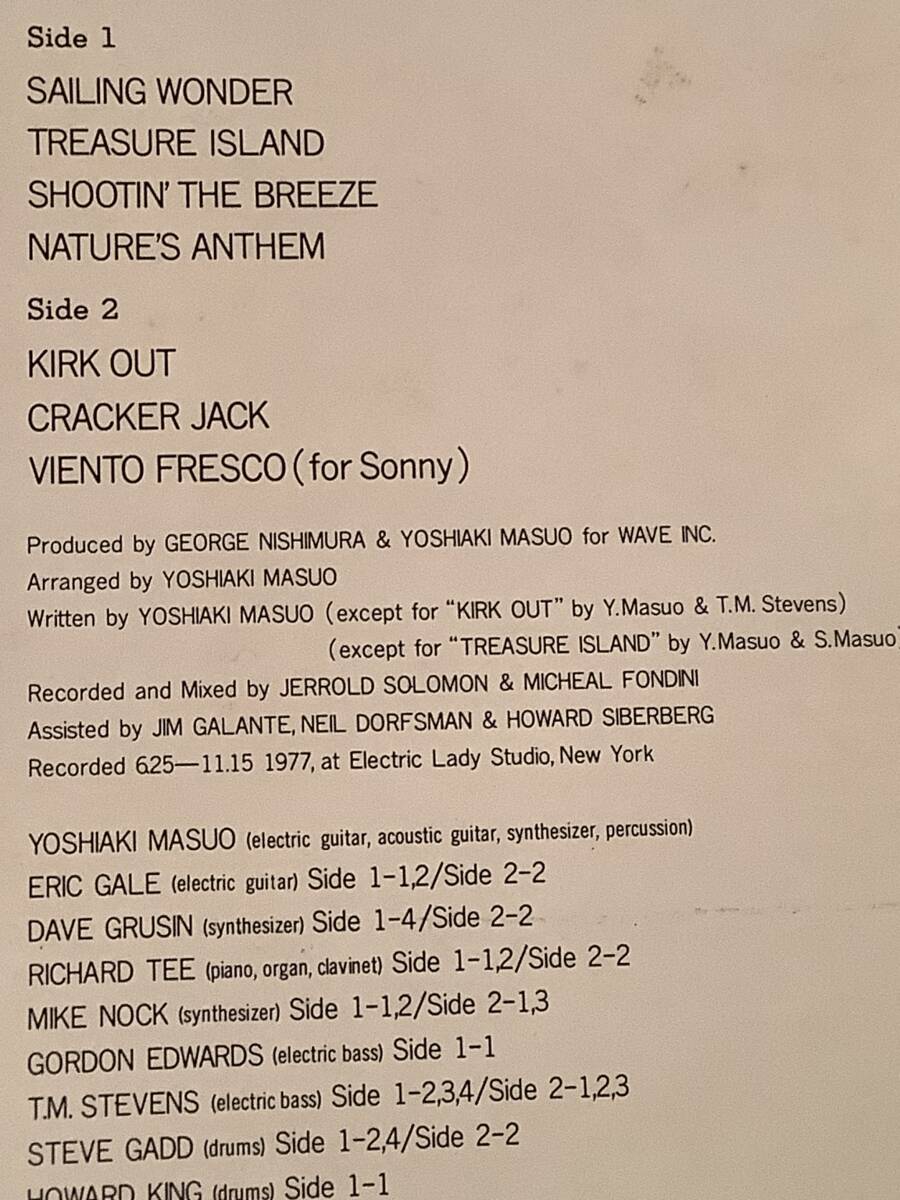 Side 1
SAILING WONDER
TREASURE ISLAND
SHOOTIN' THE BREEZE
NATURE'S ANTHEM
Side 2
KIRK OUT
CRACKER JACK
VIENTO FRESCO (for Sonny)
Produced by GEORGE NISHIMURA & YOSHIAKI MASUO for WAVE INC.
Arranged by YOSHIAKI MASUO
Written by YOSHIAKI MASUO (except for "KIRK OUT" by Y.Masuo & T.M. Stevens)
(except for "TREASURE ISLAND" by Y.Masuo & S.Masuo)
Recorded and Mixed by JERROLD SOLOMON & MICHEAL FONDINI
Assisted by JIM GALANTE, NEIL DORFSMAN & HOWARD SIBERBERG
Recorded 6.25—11.15 1977, at Electric Lady Studio, New York
YOSHIAKI MASUO (electric guitar, acoustic guitar, synthesizer, percussion)
ERIC GALE (electric guitar) Side 1-1,2/Side 2-2
DAVE GRUSIN (synthesizer) Side 1-4/Side 2-2
RICHARD TEE (piano, organ, clavinet) Side 1-1,2/Side 2-2
MIKE NOCK (synthesizer) Side 1-1,2/Side 2-1,3
GORDON EDWARDS (electric bass) Side 1-1
T.M. STEVENS (electric bass) Side 1-2,3,4/Side 2-1,2,3
STEVE GADD (drums) Side 1-2,4/Side 2-2
HOWARD KING (drums) Side 1-1